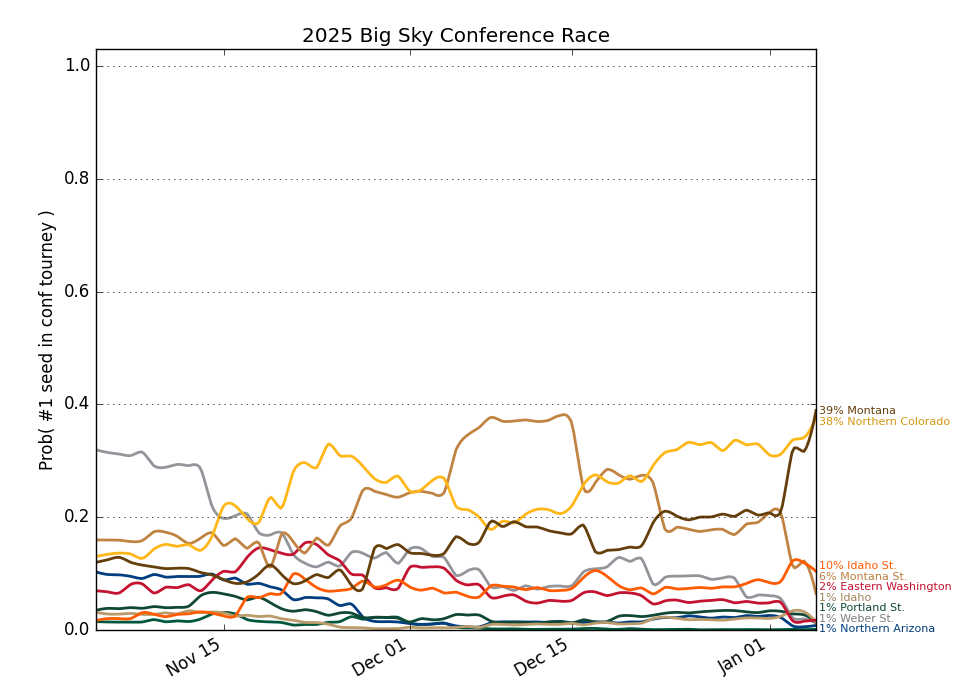 2025 Big Sky Conference Race
Prob( #1 seed in conf tourney )
1.0
0.8
0.6
0.4
0.2
0.0
Nov 15
Dec 01
Dec 15
Jan 01
39% Montana
38% Northern Colorado
10% Idaho St.
6% Montana St.
2% Eastern Washington
1% Idaho
1% Portland St.
1% Weber St.
1% Northern Arizona